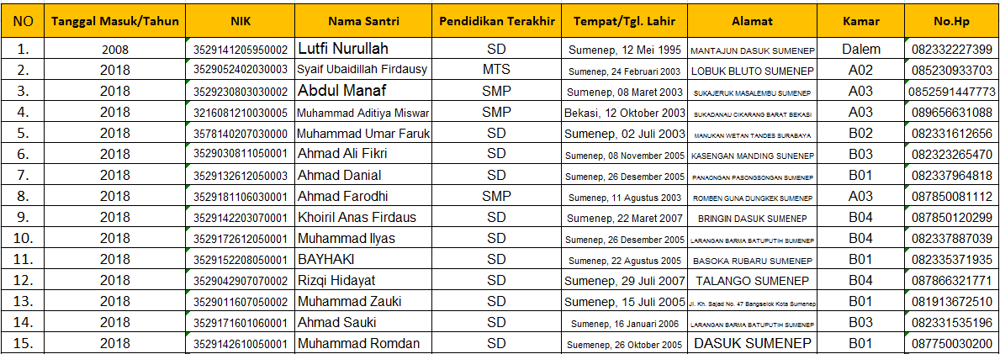 NO Tanggal Masuk/Tahun NIK Nama Santri Pendidikan Terakhir Tempat/Tgl. Lahir Alamat Kamar No.Hp
1. 2008 3529141205950002 Lutfi Nurullah SD Sumenep, 12 Mei 1995 MANTAJUN DASUK SUMENEP Dalem 082332227399
2. 2018 3529052402030003 Syaif Ubaidillah Firdausy MTS Sumenep, 24 Februari 2003 LOBUK BLUTO SUMENEP A02 085230933703
3. 2018 3529230803030002 Abdul Manaf SMP Sumenep, 08 Maret 2003 SUKAJERUK MASALEMBU SUMENEP A03 0852591447773
4. 2018 3216081210030005 Muhammad Aditiya Miswar SMP Bekasi, 12 Oktober 2003 SUKADANAU CIKARANG BARAT BEKASI A03 089656631088
5. 2018 3578140207030000 Muhammad Umar Faruk SD Sumenep, 02 Juli 2003 MANUKAN WETAN TANDES SURABAYA B02 082331612656
6. 2018 3529030811050001 Ahmad Ali Fikri SD Sumenep, 08 November 2005 KASENGAN MANDING SUNENEP B03 082323265470
7. 2018 3529132612050003 Ahmad Danial SD Sumenep, 26 Desember 2005 PANAONGAN PASONGSONGAN SUMENEP B01 082337964818
8. 2018 3529181106030001 Ahmad Farodhi SMP Sumenep, 11 Agustus 2003 ROMBEN GUNA DUNGKEK SUMENEP A03 087850081112
9. 2018 3529142203070001 Khoiril Anas Firdaus SD Sumenep, 22 Maret 2007 BRINGIN DASUK SUMENEP B04 087850120299
10. 2018 3529172612050001 Muhammad Ilyas SD Sumenep, 26 Desember 2005 LARANGAN BARMA BATUPUTIH SUMENEP B04 082337887039
11. 2018 3529152208050001 BAYHAKI SD Sumenep, 22 Agustus 2005 BASOKA RUBARU SUMENEP B01 082335371935
12. 2018 3529042907070002 Rizqi Hidayat SD Sumenep, 29 Juli 2007 TALANGO SUMENEP B04 087866321771
13. 2018 3529011607050002 Muhammad Zauki SD Sumenep, 15 Juli 2005 Jl. Kh. Sajad No. 47 Bangselok Kota Sumenep B01 081913672510
14. 2018 3529171601060001 Ahmad Sauki SD Sumenep, 16 Januari 2006 LARANGAN BARMA BATUPUTIH SUMENEP B03 082331535196
15. 2018 3529142610050001 Muhammad Romdan SD Suemenep, 26 Oktober 2005 DASUK SUMENEP B01 087750030200